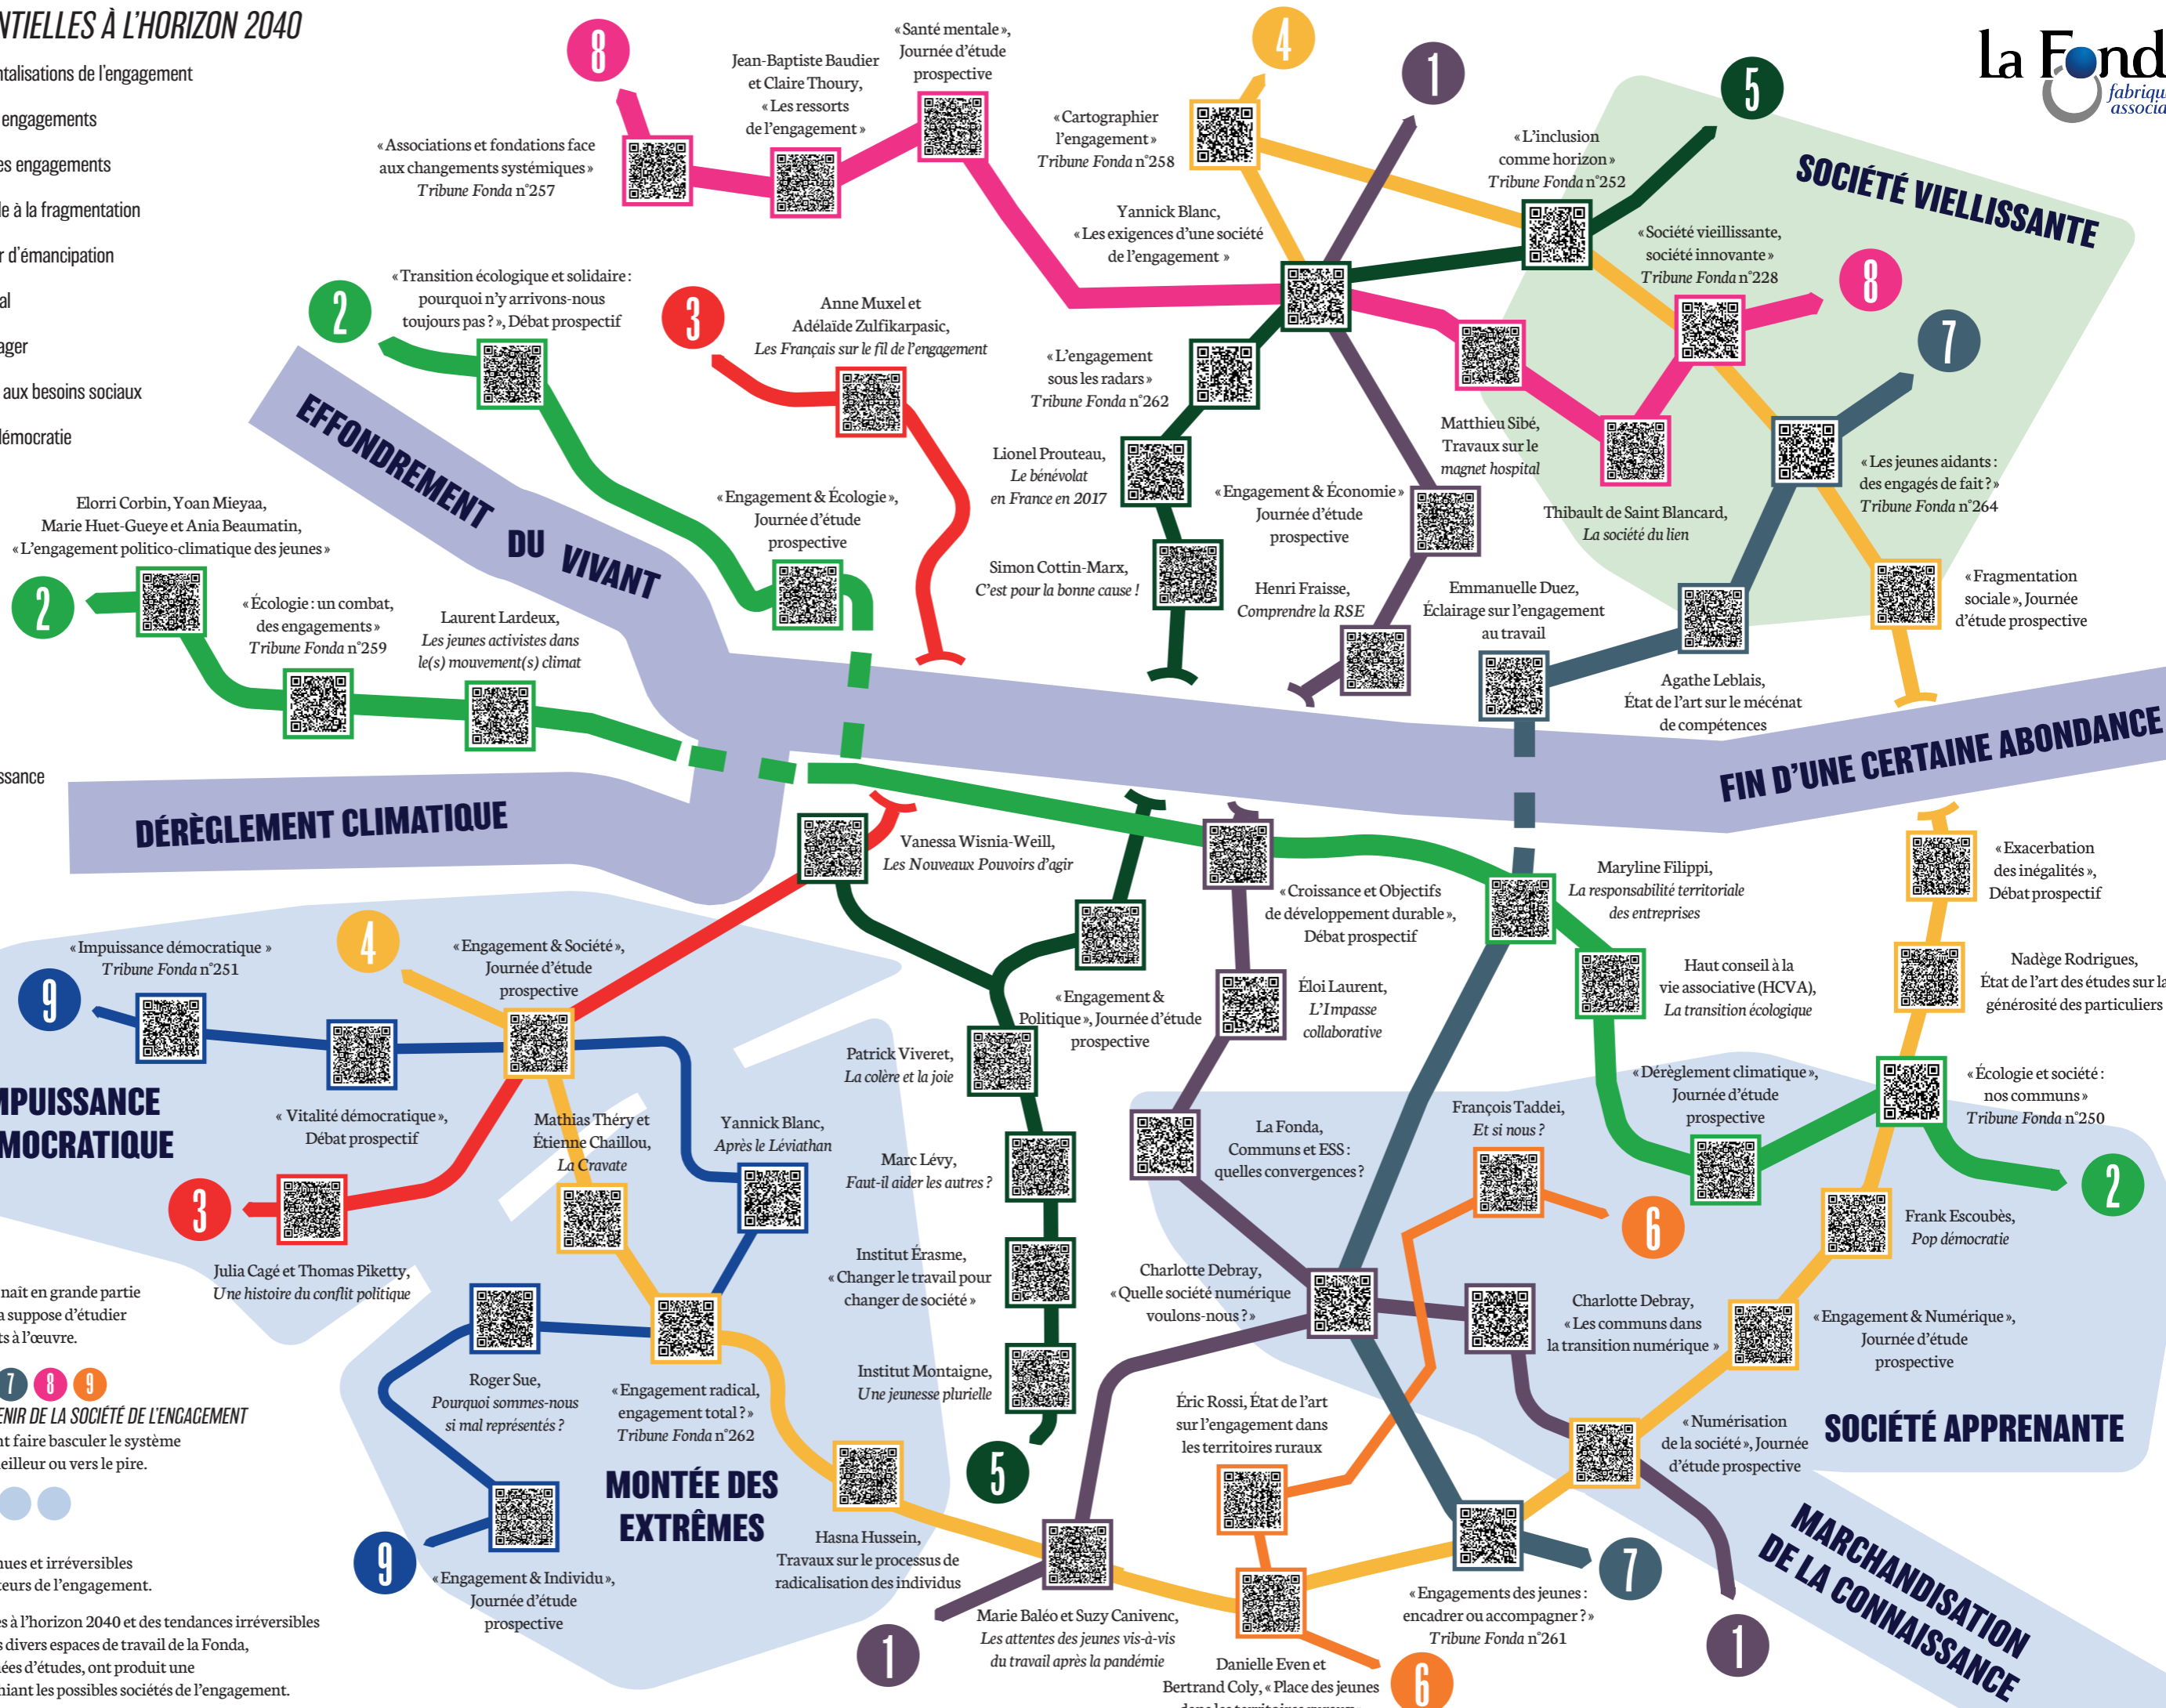 NTIELLES À L'HORIZON 2040
ntalisations de l'engagement
engagements
es engagements
le à la fragmentation
r d'émancipation
al
ager
aux besoins sociaux
démocratie
ssance
la Fond
fabriqu
associa
8
«Associations et fondations face
aux changements systémiques»
Tribune Fonda n°257
Jean-Baptiste Baudier
et Claire Thoury,
«Les ressorts
de l'engagement»
«Santé mentale»,
Journée d'étude
prospective
4
«Cartographier
l'engagement»
Tribune Fonda n°258
1
Yannick Blanc,
«Les exigences d'une société
de l'engagement »
5
«L'inclusion
comme horizon»
Tribune Fonda n°252
SOCIÉTÉ VIELLISSANTE
«Société vieillissante,
société innovante»
Tribune Fonda n°228
8
7
2
«Transition écologique et solidaire:
pourquoi n'y arrivons-nous
toujours pas?», Débat prospectif
3
Anne Muxel et
Adélaïde Zulfikarpasic,
Les Français sur le fil de l'engagement
«L'engagement
sous les radars»
Tribune Fonda n°262
Lionel Prouteau,
Le bénévolat
en France en 2017
Simon Cottin-Marx,
C'est pour la bonne cause !
«Engagement & Économie»
Journée d'étude
prospective
Henri Fraisse,
Comprendre la RSE
Matthieu Sibé,
Travaux sur le
magnet hospital
Thibault de Saint Blancard,
La société du lien
«Les jeunes aidants:
des engagés de fait?»
Tribune Fonda n°264
Emmanuelle Duez,
Éclairage sur l'engagement
au travail
Agathe Leblais,
État de l'art sur le mécénat
de compétences
«Fragmentation
sociale», Journée
d'étude prospective
EFFONDREMENT DU VIVANT
«Engagement & Écologie»,
Journée d'étude
prospective
Elorri Corbin, Yoan Mieyaa,
Marie Huet-Gueye et Ania Beaumatin,
«L'engagement politico-climatique des jeunes»
2
«Écologie: un combat,
des engagements»
Tribune Fonda n°259
Laurent Lardeux,
Les jeunes activistes dans
le(s) mouvement(s) climat
DÉRÈGLEMENT CLIMATIQUE
FIN D'UNE CERTAINE ABONDANCE
Vanessa Wisnia-Weill,
Les Nouveaux Pouvoirs d'agir
«Croissance et Objectifs
de développement durable»,
Débat prospectif
Maryline Filippi,
La responsabilité territoriale
des entreprises
«Exacerbation
des inégalités»,
Débat prospectif
Haut conseil à la
vie associative (HCVA),
La transition écologique
Nadège Rodrigues,
État de l'art des études sur la
générosité des particuliers
«Impuissance démocratique »
Tribune Fonda n°251
9
4
«Engagement & Société»,
Journée d'étude
prospective
MPUISSANCE
MOCRATIQUE
« Vitalité démocratique»,
Débat prospectif
3
Julia Cagé et Thomas Piketty,
Une histoire du conflit politique
Mathias Théry et
Étienne Chaillou,
La Cravate
Yannick Blanc,
Après le Léviathan
«Engagement &
Politique», Journée d'étude
prospective
Patrick Viveret,
La colère et la joie
Marc Lévy,
Faut-il aider les autres?
Institut Érasme,
«Changer le travail pour
changer de société»
Institut Montaigne,
Une jeunesse plurielle
5
Éloi Laurent,
L'Impasse
collaborative
La Fonda,
Communs et ESS:
quelles convergences?
François Taddei,
Et si nous?
6
«Dérèglement climatique»,
Journée d'étude
prospective
«Écologie et société:
nos communs»
Tribune Fonda n°250
2
Frank Escoubès,
Pop démocratie
Charlotte Debray,
«Quelle société numérique
voulons-nous?»
Charlotte Debray,
«Les communs dans
la transition numérique »
«Engagement & Numérique»,
Journée d'étude
prospective
«Numérisation
de la société», Journée
d'étude prospective
SOCIÉTÉ APPRENANTE
MARCHANDISATION
DE LA CONNAISSANCE
Roger Sue,
Pourquoi sommes-nous
si mal représentés?
«Engagement radical,
engagement total?»
Tribune Fonda n°262
MONTÉE DES
EXTRÊMES
9
«Engagement & Individu»,
Journée d'étude
prospective
Hasna Hussein,
Travaux sur le processus de
radicalisation des individus
1
Marie Baléo et Suzy Canivenc,
Les attentes des jeunes vis-à-vis
du travail après la pandémie
Éric Rossi, État de l'art
sur l'engagement dans
les territoires ruraux
Danielle Even et
Bertrand Coly, «Place des jeunes
dans les territoires ruraux»
6
«Engagements des jeunes:
encadrer ou accompagner?»
Tribune Fonda n°261
7
1
naît en grande partie
a suppose d'étudier
ts à l'œuvre.
7 8 9
ENIR DE LA SOCIÉTÉ DE L'ENGAGEMENT
nt faire basculer le système
eilleur ou vers le pire.
nues et irréversibles
teurs de l'engagement.
es à l'horizon 2040 et des tendances irréversibles
s divers espaces de travail de la Fonda,
nées d'études, ont produit une
niant les possibles sociétés de l'engagement.